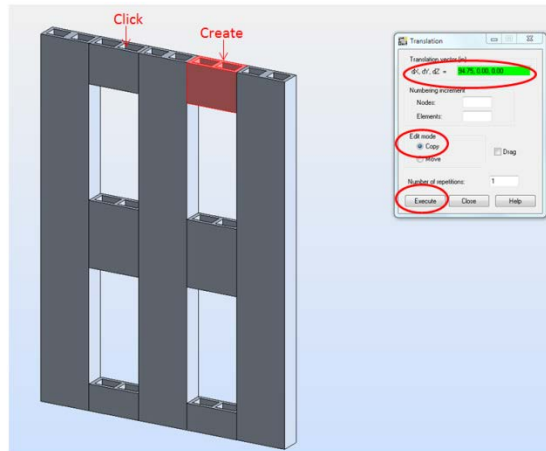 Click
Create
Translation
Translation vector (in)
dX, dY, dZ = 94.75, 0.00, 0.00
Numbering increment
Nodes:
Elements:
Edit mode
Copy
Move
Drag
Number of repetitions: 1
Execute Close Help